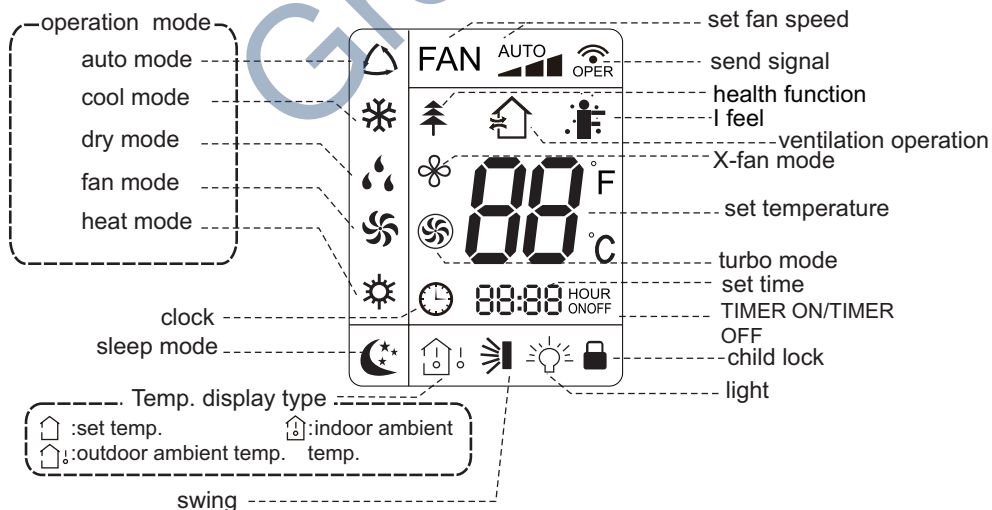 operation mode
auto mode
cool mode
dry mode
fan mode
heat mode
clock
sleep mode
FAN AUTO OPER
°F
88
°C
88:88 HOUR
ONOFF
set fan speed
send signal
health function
I feel
ventilation operation
X-fan mode
set temperature
turbo mode
set time
TIMER ON/TIMER
OFF
child lock
light
Temp. display type
:set temp. :indoor ambient
:outdoor ambient temp. temp.
swing